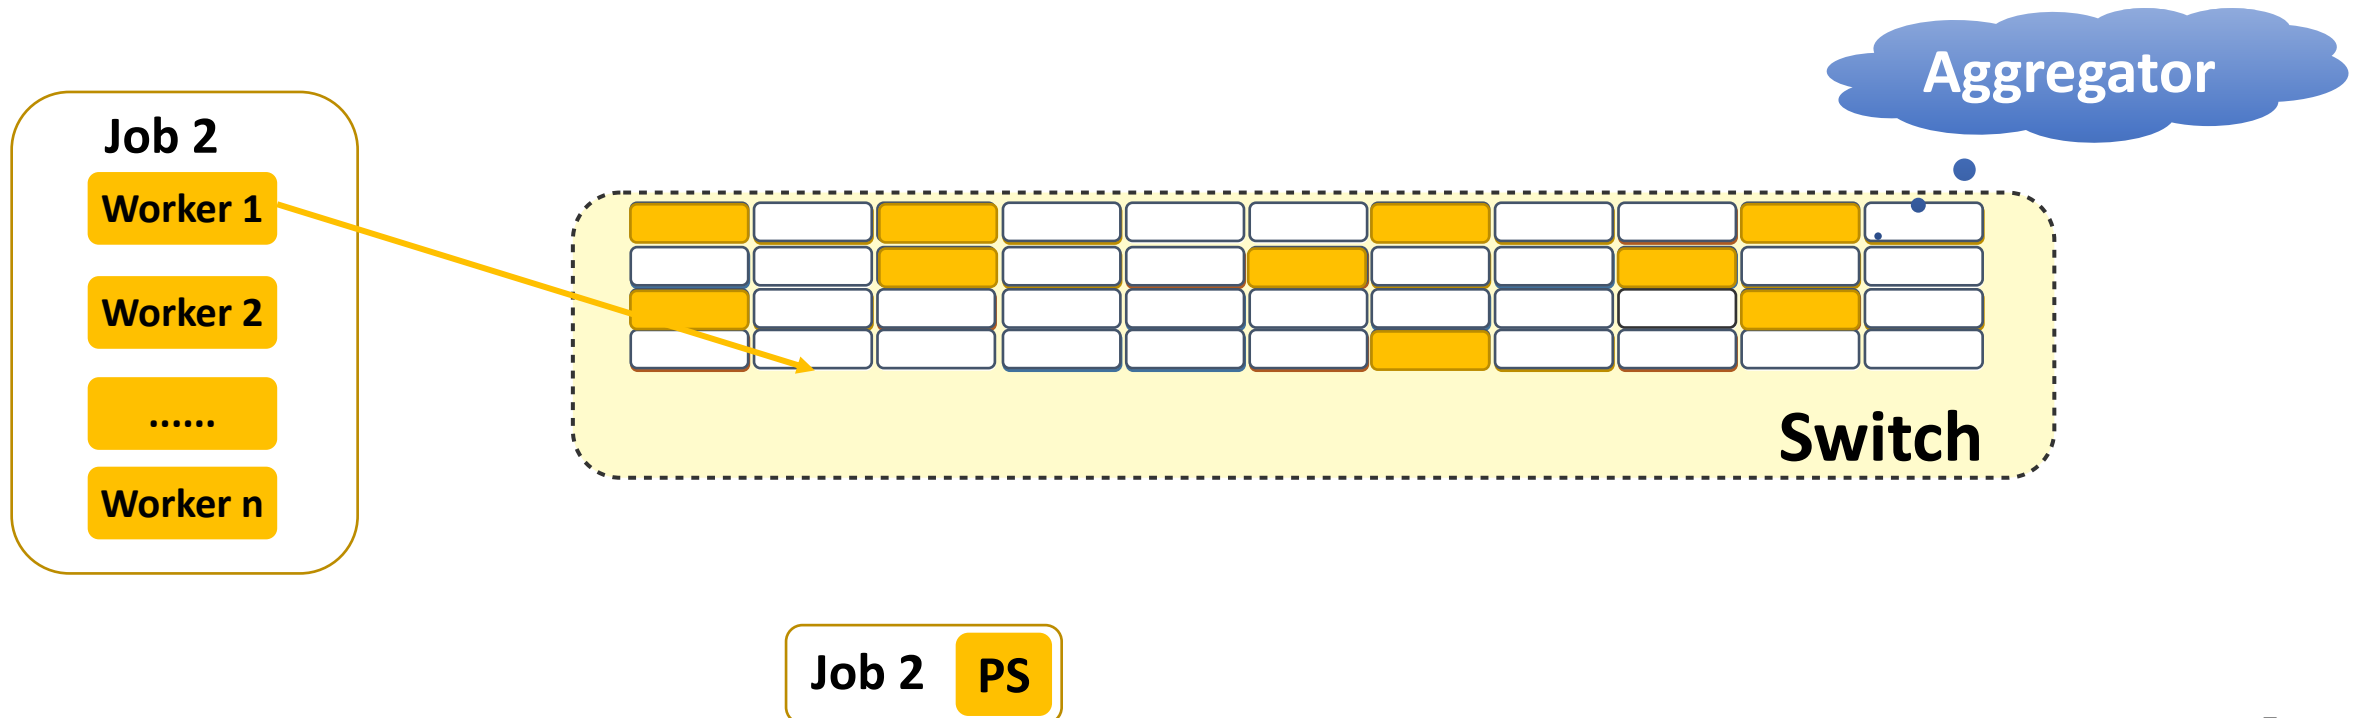 Aggregator
Job 2
Worker 1
Worker 2
......
Worker n
Switch
Job 2 PS